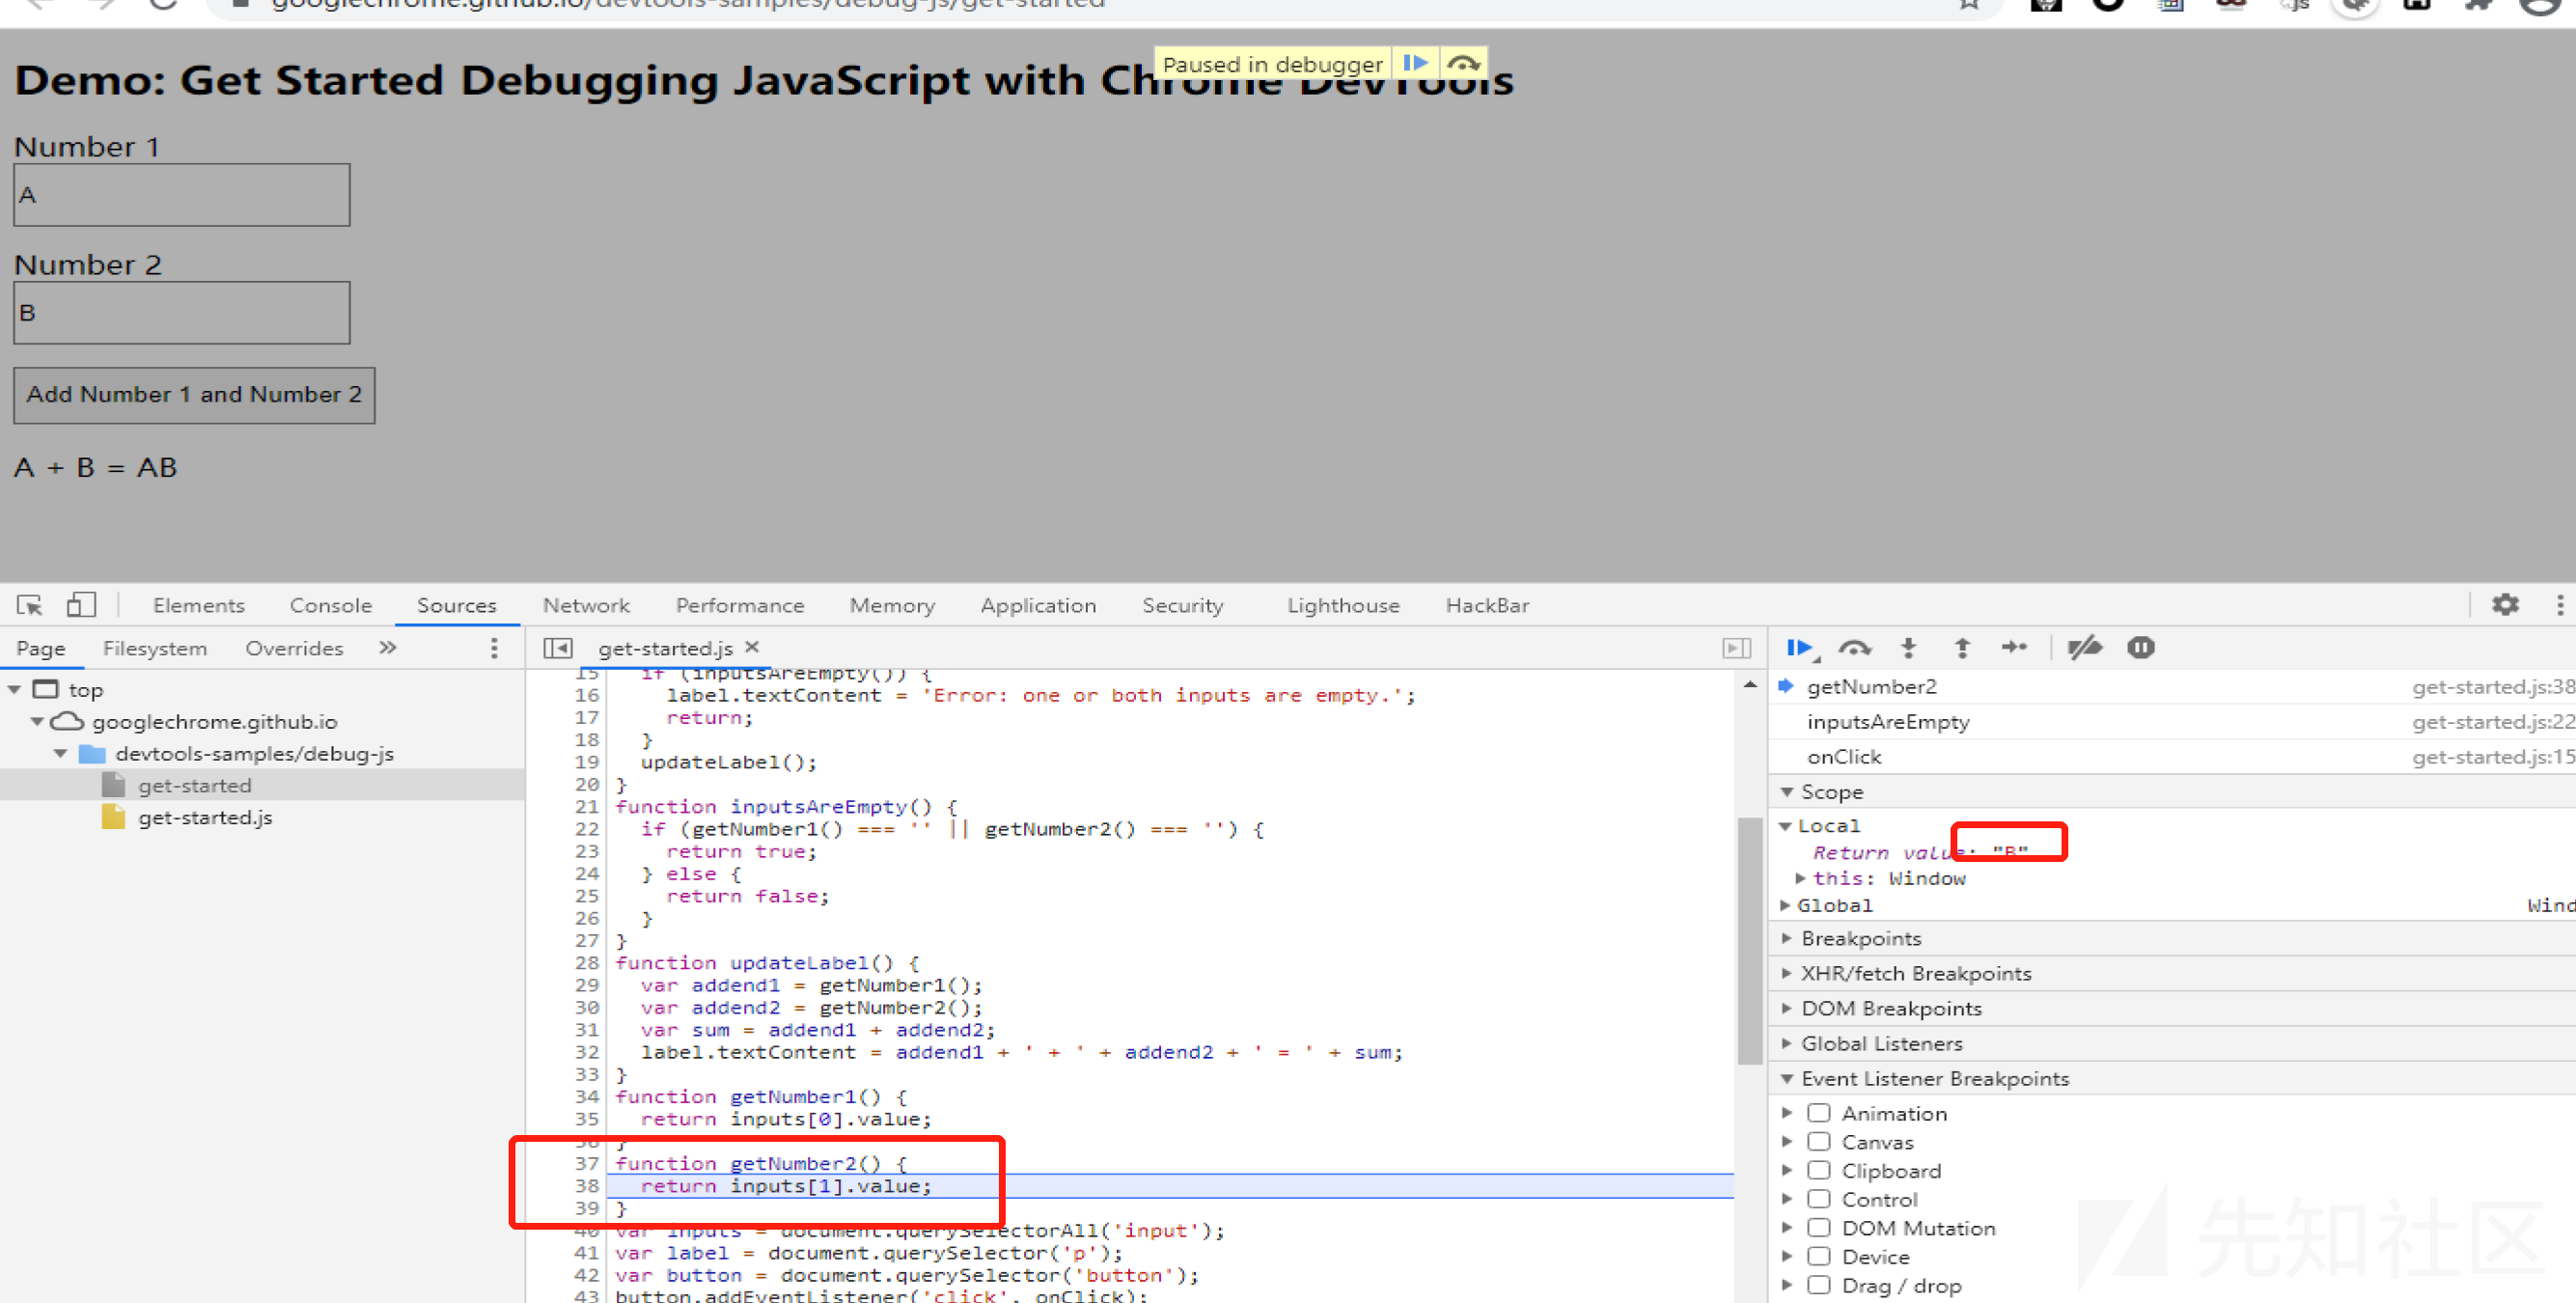 googlechrome.github.io/devtools-samples/debug-js/get-started
Paused in debugger
Demo: Get Started Debugging JavaScript with Chrome DevTools
Number 1
A
Number 2
B
Add Number 1 and Number 2
A + B = AB
Elements Console Sources Network Performance Memory Application Security Lighthouse HackBar
Page Filesystem Overrides »
get-started.js ×
top
googlechrome.github.io
devtools-samples/debug-js
get-started
get-started.js
15 if (inputsAreEmpty()) {
16 label.textContent = 'Error: one or both inputs are empty.';
17 return;
18 }
19 updateLabel();
20 }
21 function inputsAreEmpty() {
22 if (getNumber1() === '' || getNumber2() === '') {
23 return true;
24 } else {
25 return false;
26 }
27 }
28 function updateLabel() {
29 var addend1 = getNumber1();
30 var addend2 = getNumber2();
31 var sum = addend1 + addend2;
32 label.textContent = addend1 + ' + ' + addend2 + ' = ' + sum;
33 }
34 function getNumber1() {
35 return inputs[0].value;
36 }
37 function getNumber2() {
38 return inputs[1].value;
39 }
40 var inputs = document.querySelectorAll('input');
41 var label = document.querySelector('p');
42 var button = document.querySelector('button');
43 button.addEventListener('click', onClick);
getNumber2 get-started.js:38
inputsAreEmpty get-started.js:22
onClick get-started.js:15
Scope
Local
Return value: "B"
this: Window
Global Wind
Breakpoints
XHR/fetch Breakpoints
DOM Breakpoints
Global Listeners
Event Listener Breakpoints
Animation
Canvas
Clipboard
Control
DOM Mutation
Device
Drag / drop
先知社区